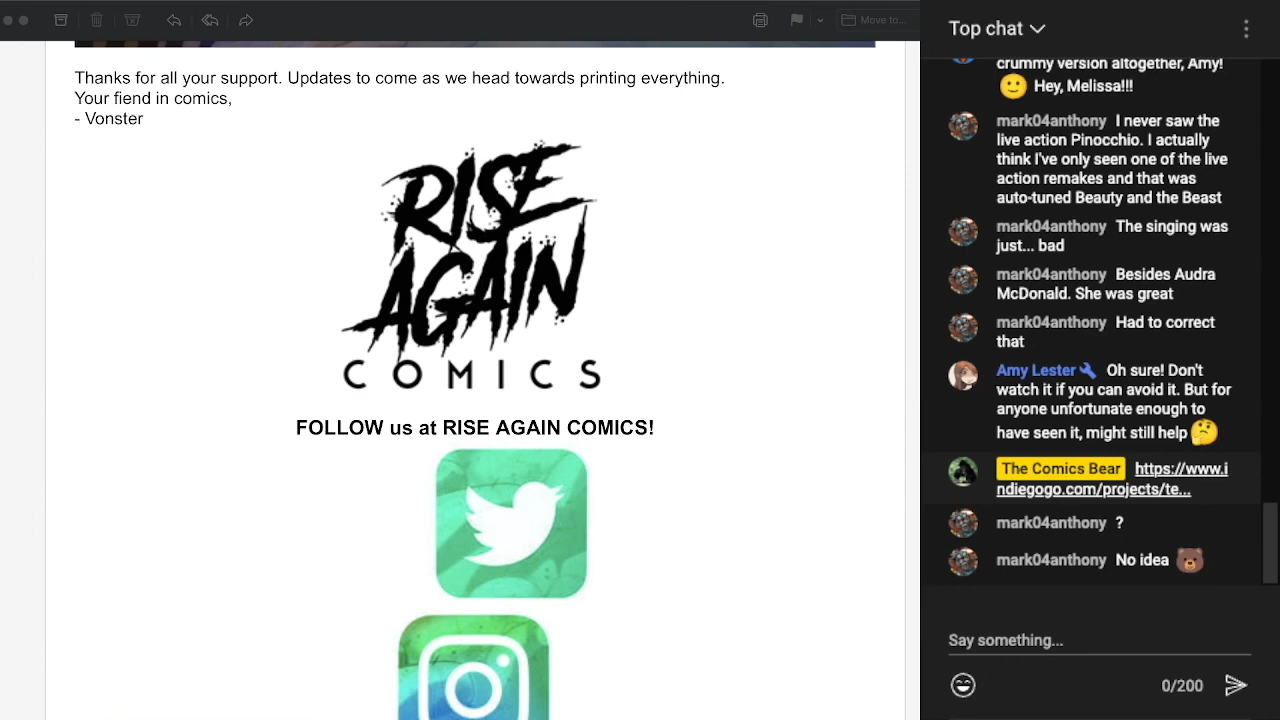 Move to...
Thanks for all your support. Updates to come as we head towards printing everything.
Your fiend in comics,
- Vonster
RISE
AGAIN
COMICS
FOLLOW us at RISE AGAIN COMICS!
Top chat
crummy version altogether, Amy!
Hey, Melissa!!!
mark04anthony I never saw the
live action Pinocchio. I actually
think I've only seen one of the live
action remakes and that was
auto-tuned Beauty and the Beast
mark04anthony The singing was
just... bad
mark04anthony Besides Audra
McDonald. She was great
mark04anthony Had to correct
that
Amy Lester Oh sure! Don't
watch it if you can avoid it. But for
anyone unfortunate enough to
have seen it, might still help
The Comics Bear https://www.i
ndiegogo.com/projects/te...
mark04anthony ?
mark04anthony No idea
Say something...
0/200